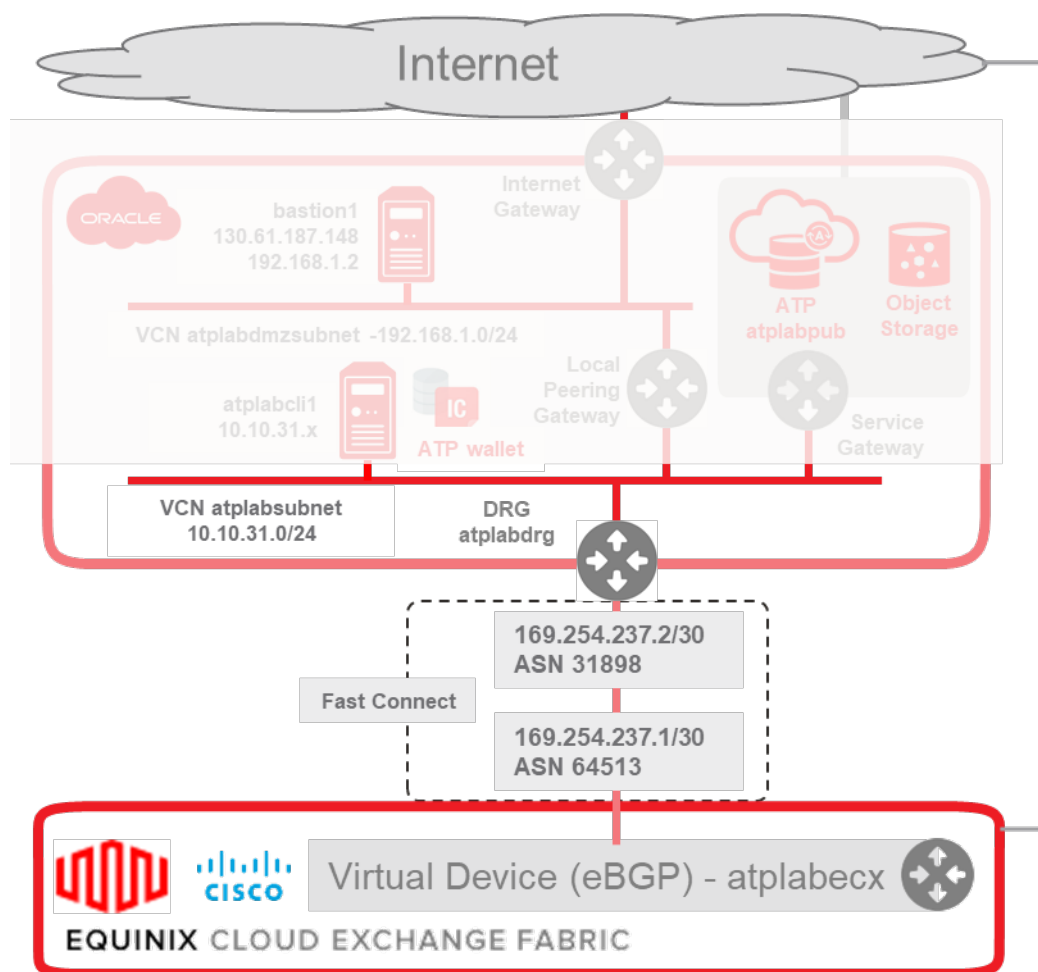 Internet
Internet
Gateway
ORACLE
bastion1
130.61.187.148
192.168.1.2
A
ATP
atplabpub
Object
Storage
VCN atplabdmzsubnet -192.168.1.0/24
Local
Peering
Gateway
atplabcli1
10.10.31.x
IC
ATP wallet
Service
Gateway
VCN atplabsubnet
10.10.31.0/24
DRG
atplabdrg
169.254.237.2/30
ASN 31898
Fast Connect
169.254.237.1/30
ASN 64513
CISCO
Virtual Device (eBGP) - atplabecx
EQUINIX CLOUD EXCHANGE FABRIC